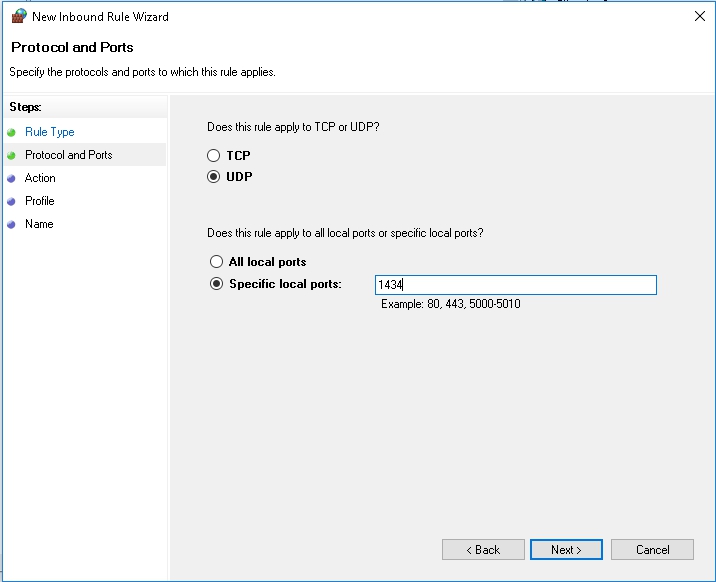 New Inbound Rule Wizard
Protocol and Ports
Specify the protocols and ports to which this rule applies.
Steps:
Rule Type
Protocol and Ports
Action
Profile
Name
Does this rule apply to TCP or UDP?
TCP
UDP
Does this rule apply to all local ports or specific local ports?
All local ports
Specific local ports:
1434
Example: 80, 443, 5000-5010
< Back
Next >
Cancel